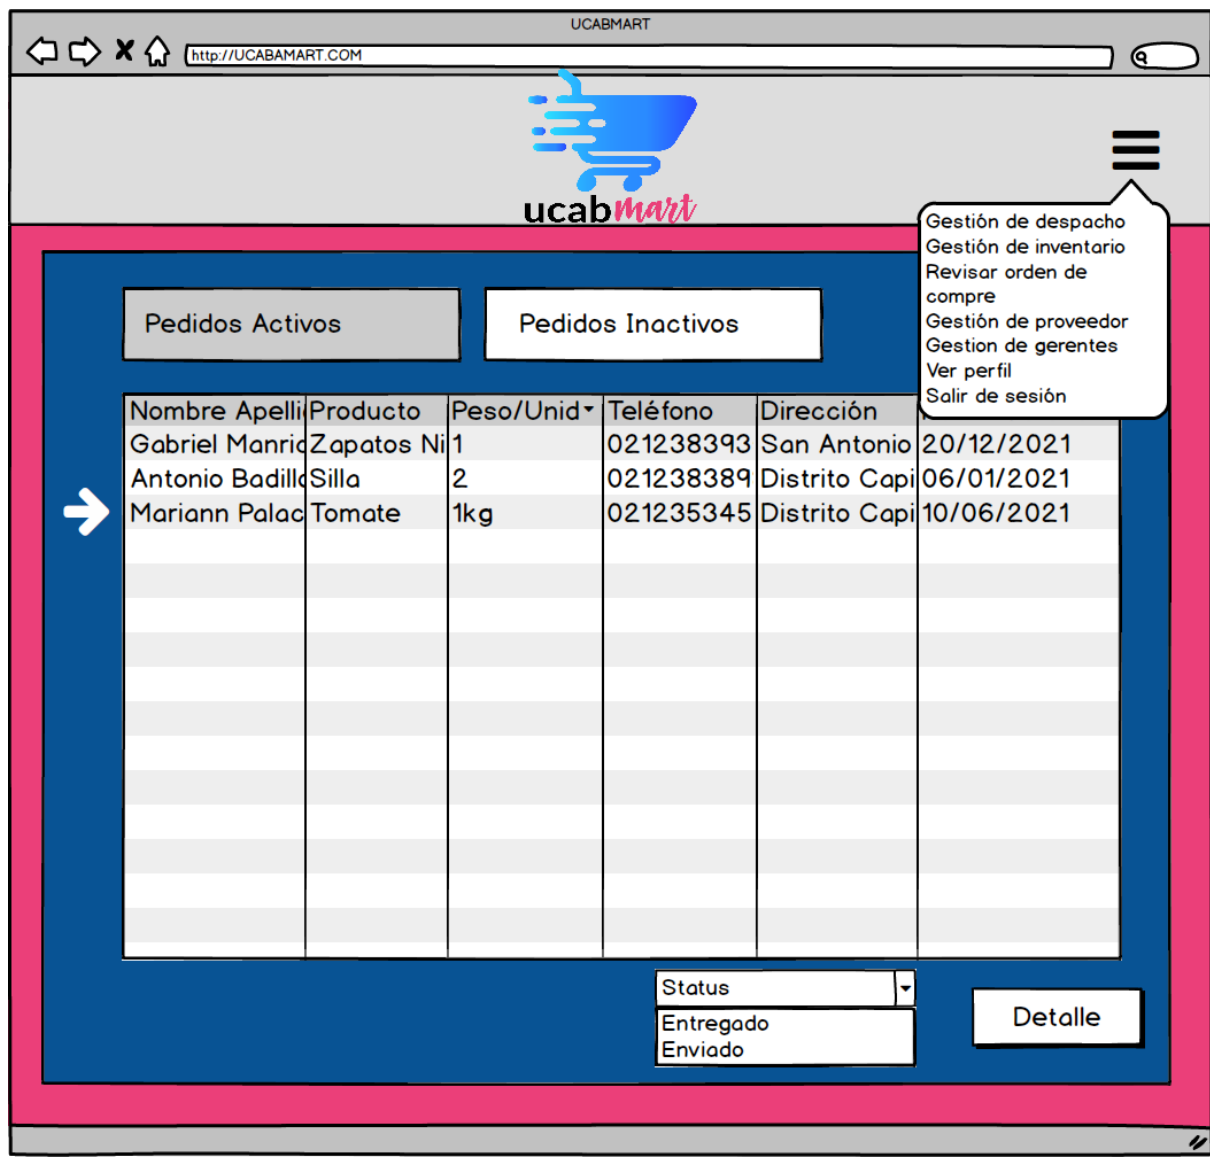 UCABMART
http://UCABAMART.COM
ucabmart
Gestión de despacho
Gestión de inventario
Revisar orden de
compre
Gestión de proveedor
Gestion de gerentes
Ver perfil
Salir de sesión
Pedidos Activos Pedidos Inactivos
Nombre Apelli Producto Peso/Unid Teléfono Dirección
Gabriel Manric Zapatos Ni 1 021238393 San Antonio 20/12/2021
Antonio Badill Silla 2 021238389 Distrito Capi 06/01/2021
Mariann Palac Tomate 1kg 021235345 Distrito Capi 10/06/2021
Status
Entregado
Enviado
Detalle